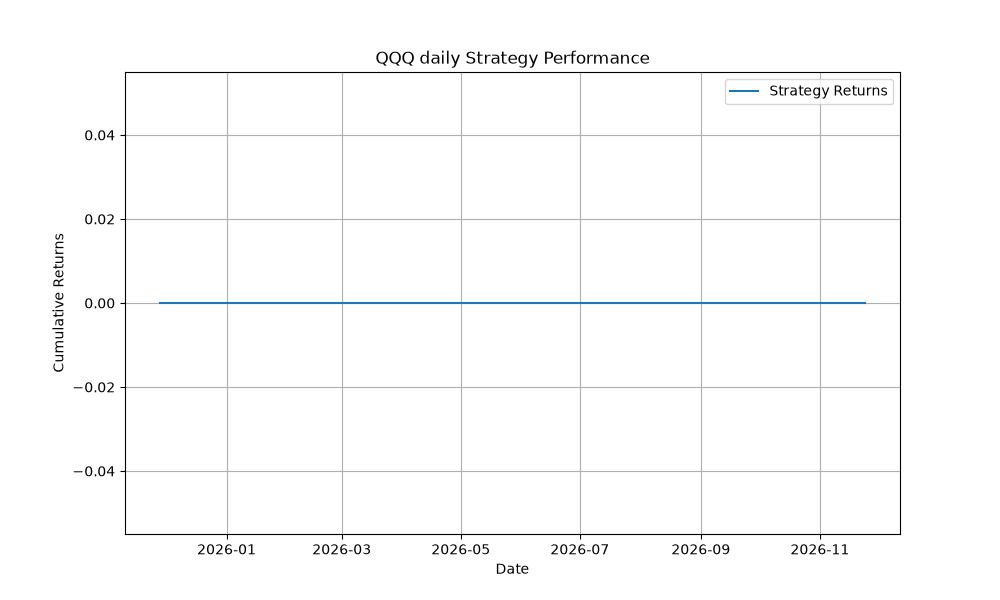 QQQ daily Strategy Performance
Strategy Returns
0.04
0.02
0.00
−0.02
−0.04
Cumulative Returns
2026-01 2026-03 2026-05 2026-07 2026-09 2026-11
Date